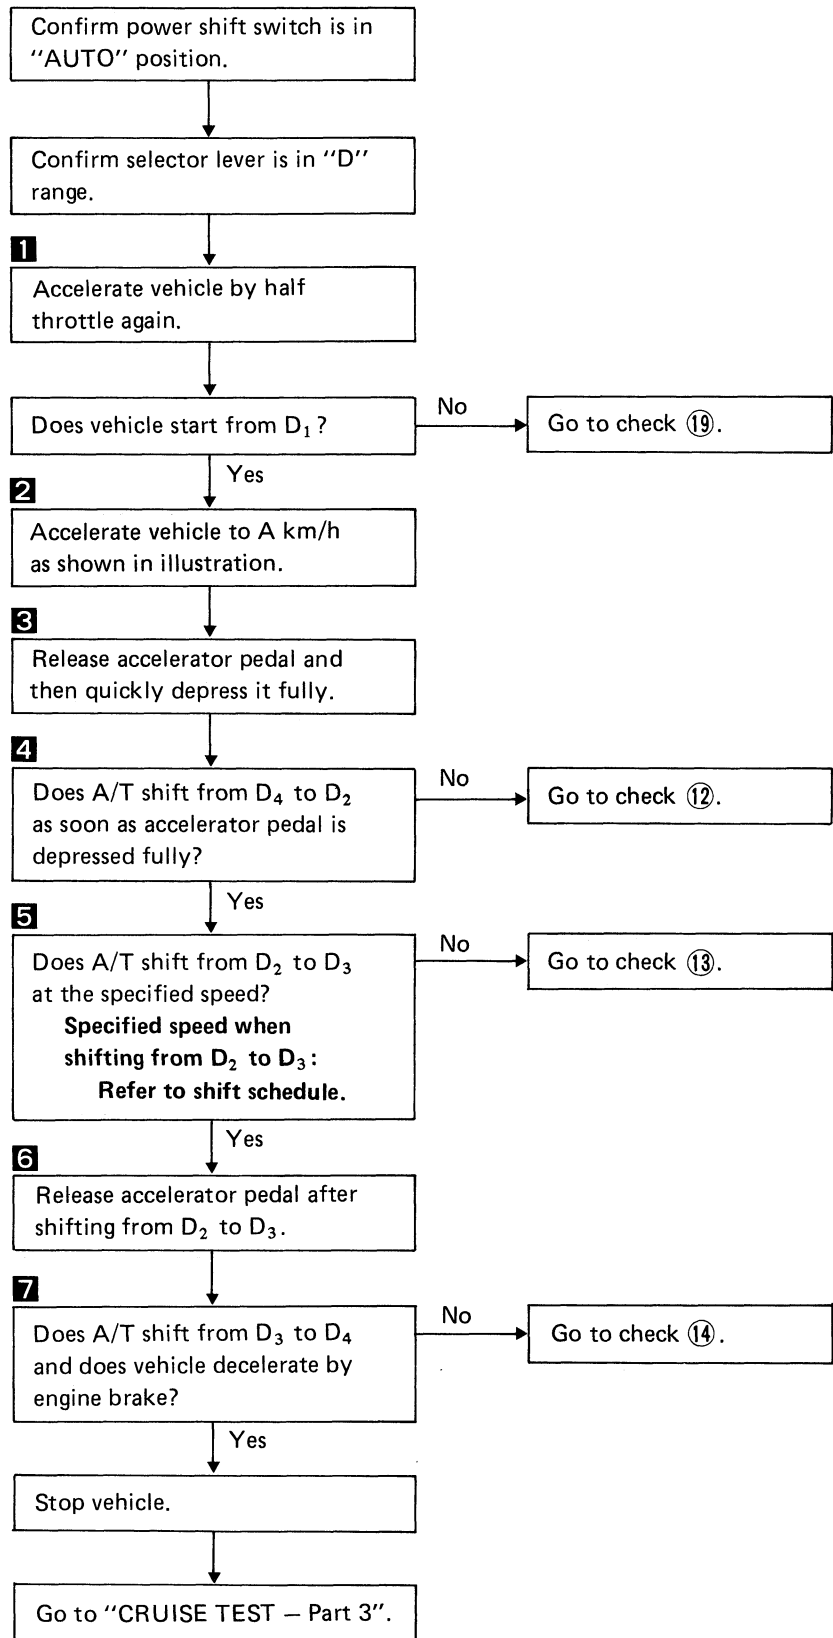 Confirm power shift switch is in
“AUTO” position.
Confirm selector lever is in “D”
range.
1
Accelerate vehicle by half
throttle again.
Does vehicle start from D₁?
No
Go to check ⑲.
Yes
2
Accelerate vehicle to A km/h
as shown in illustration.
3
Release accelerator pedal and
then quickly depress it fully.
4
Does A/T shift from D₄ to D₂
as soon as accelerator pedal is
depressed fully?
No
Go to check ⑫.
Yes
5
Does A/T shift from D₂ to D₃
at the specified speed?
Specified speed when
shifting from D₂ to D₃:
Refer to shift schedule.
No
Go to check ⑬.
Yes
6
Release accelerator pedal after
shifting from D₂ to D₃.
7
Does A/T shift from D₃ to D₄
and does vehicle decelerate by
engine brake?
No
Go to check ⑭.
Yes
Stop vehicle.
Go to “CRUISE TEST — Part 3”.